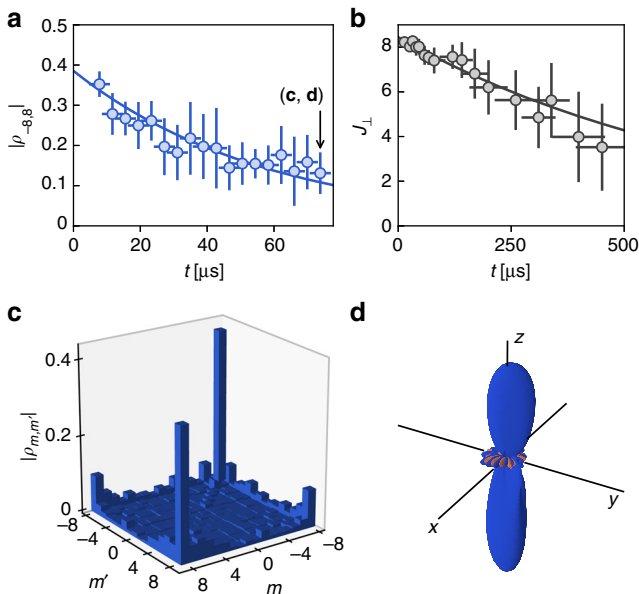 a
0.5
0.4
0.3
0.2
0.1
0
|ρ₋₈,₈|
(c, d)
0 20 40 60
t [μs]
b
8
6
4
2
0
J⊥
0 250 500
t [μs]
c
0.4
0.2
0
|ρm,m′|
−8 −4 0 4 8
m′
8 4 0 −4 −8
m
d
z
y
x